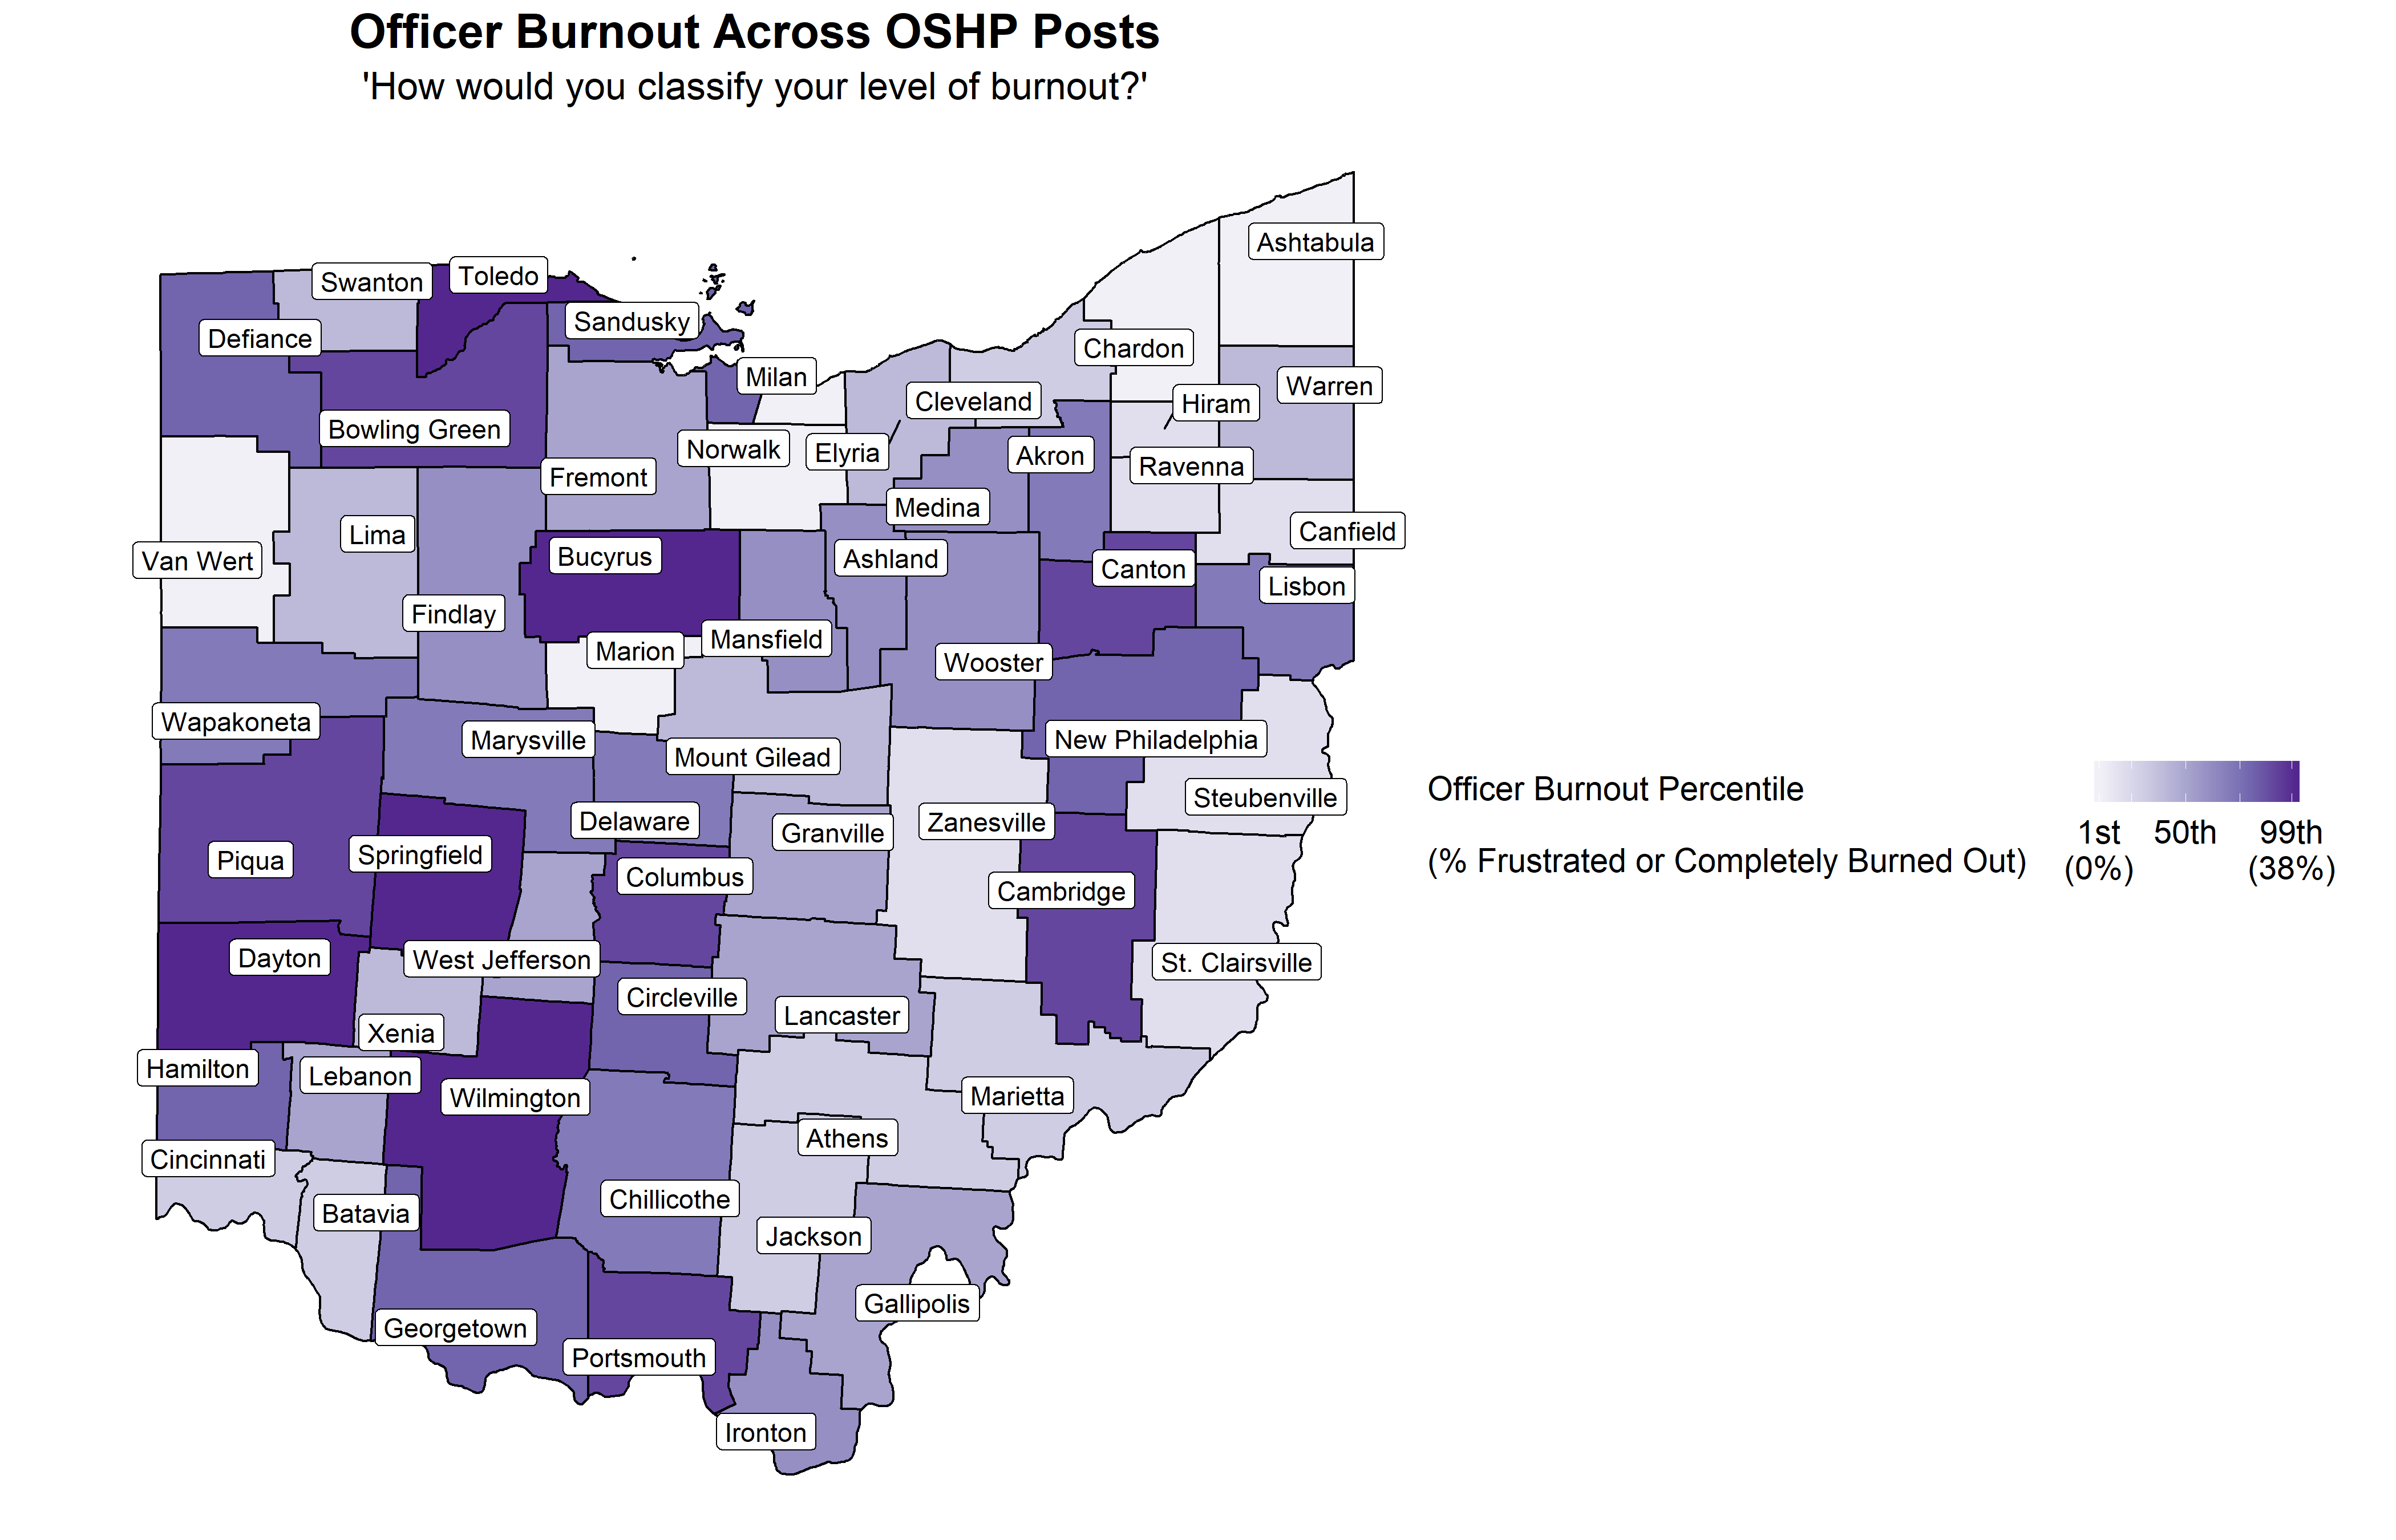 Officer Burnout Across OSHP Posts
'How would you classify your level of burnout?'
Ashtabula
Swanton
Toledo
Sandusky
Defiance
Chardon
Milan
Warren
Cleveland
Hiram
Bowling Green
Norwalk
Elyria
Akron
Ravenna
Fremont
Medina
Canfield
Lima
Van Wert
Bucyrus
Ashland
Canton
Lisbon
Findlay
Marion
Mansfield
Wooster
Wapakoneta
Marysville
Mount Gilead
New Philadelphia
Steubenville
Delaware
Granville
Zanesville
Piqua
Springfield
Columbus
Cambridge
Dayton
West Jefferson
St. Clairsville
Circleville
Lancaster
Xenia
Hamilton
Lebanon
Wilmington
Marietta
Athens
Cincinnati
Batavia
Chillicothe
Jackson
Gallipolis
Georgetown
Portsmouth
Ironton
Officer Burnout Percentile
(% Frustrated or Completely Burned Out)
1st 50th 99th
(0%) (38%)